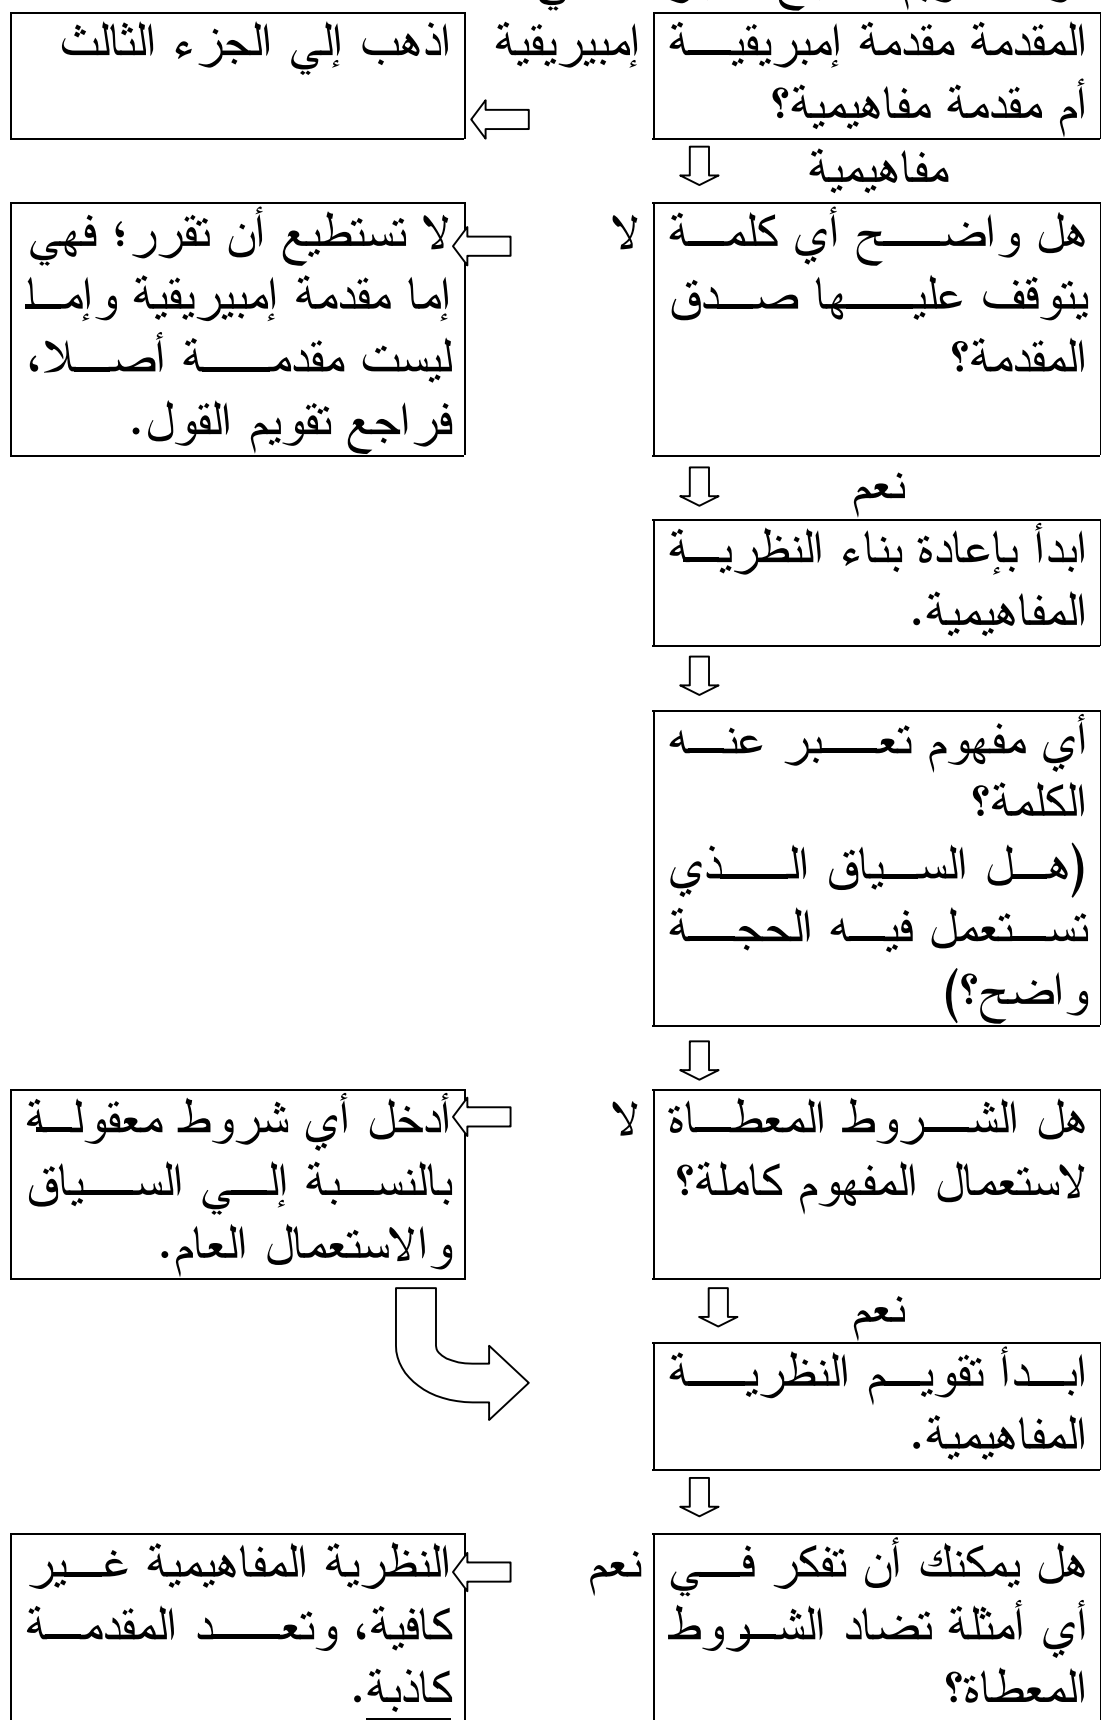 المقدمة مقدمة إمبريقية
أم مقدمة مفاهيمية؟
إمبيريقية
اذهب إلي الجزء الثالث
مفاهيمية
هل واضح أي كلمة
يتوقف عليها صدق
المقدمة؟
لا
لا تستطيع أن تقرر؛ فهي
إما مقدمة إمبيريقية وإما
ليست مقدمة أصلا،
فراجع تقويم القول.
نعم
ابدأ بإعادة بناء النظرية
المفاهيمية.
أي مفهوم تعبر عنه
الكلمة؟
(هل السياق الذي
تستعمل فيه الحجة
واضح؟)
هل الشروط المعطاة
لاستعمال المفهوم كاملة؟
لا
أدخل أي شروط معقولة
بالنسبة إلي السياق
والاستعمال العام.
نعم
ابدأ تقويم النظرية
المفاهيمية.
هل يمكنك أن تفكر في
أي أمثلة تضاد الشروط
المعطاة؟
نعم
النظرية المفاهيمية غير
كافية، وتعد المقدمة
كاذبة.